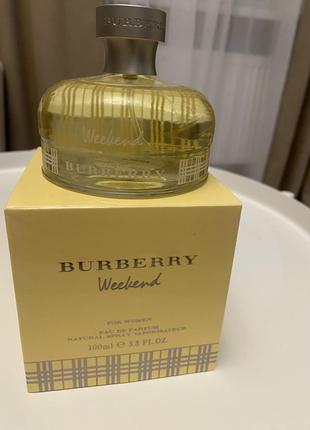 BURBERRY
Weekend
BURBERRY
BURBERRY
Weekend
FOR WOMEN
EAU DE PARFUM
NATURAL SPRAY VAPORISATEUR
100ml ℮ 3.3 FL.OZ